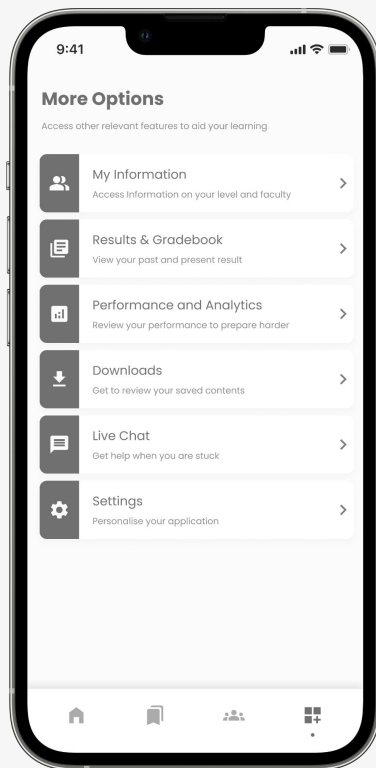 9:41
More Options
Access other relevant features to aid your learning
My Information
Access Information on your level and faculty
Results & Gradebook
View your past and present result
Performance and Analytics
Review your performance to prepare harder
Downloads
Get to review your saved contents
Live Chat
Get help when you are stuck
Settings
Personalise your application